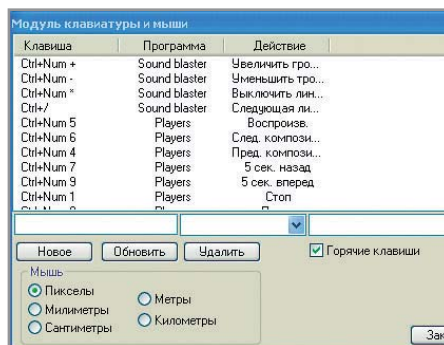 Модуль клавиатуры и мыши
Клавиша Программа Действие
Ctrl+Num + Sound blaster Увеличить гро...
Ctrl+Num - Sound blaster Уменьшить гро...
Ctrl+Num * Sound blaster Выключить лин...
Ctrl+/ Sound blaster Следующая ли...
Ctrl+Num 5 Players Воспроизв.
Ctrl+Num 6 Players След. компози...
Ctrl+Num 4 Players Пред. компози...
Ctrl+Num 7 Players 5 сек. назад
Ctrl+Num 9 Players 5 сек. вперед
Ctrl+Num 1 Players Стоп
Новое Обновить Удалить Горячие клавиши
Мышь
Пикселы
Метры
Милиметры
Километры
Сантиметры